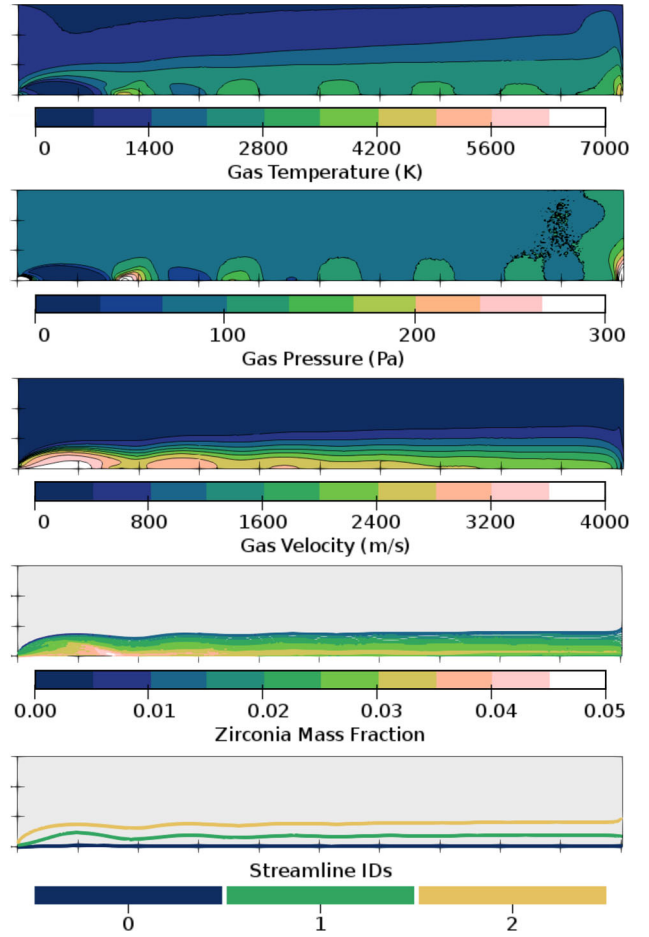 0 1400 2800 4200 5600 7000
Gas Temperature (K)
0 100 200 300
Gas Pressure (Pa)
0 800 1600 2400 3200 4000
Gas Velocity (m/s)
0.00 0.01 0.02 0.03 0.04 0.05
Zirconia Mass Fraction
Streamline IDs
0 1 2